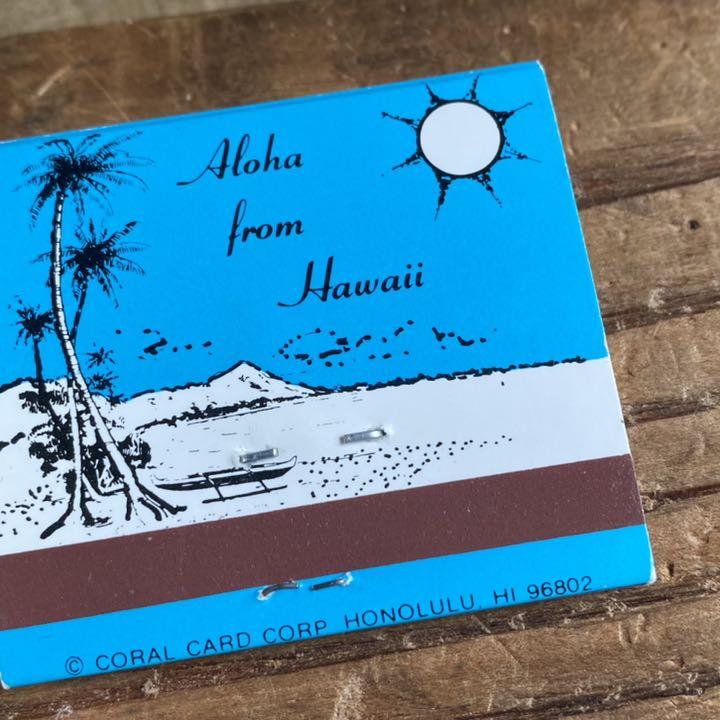 Aloha
from
Hawaii
© CORAL CARD CORP HONOLULU, HI 96802